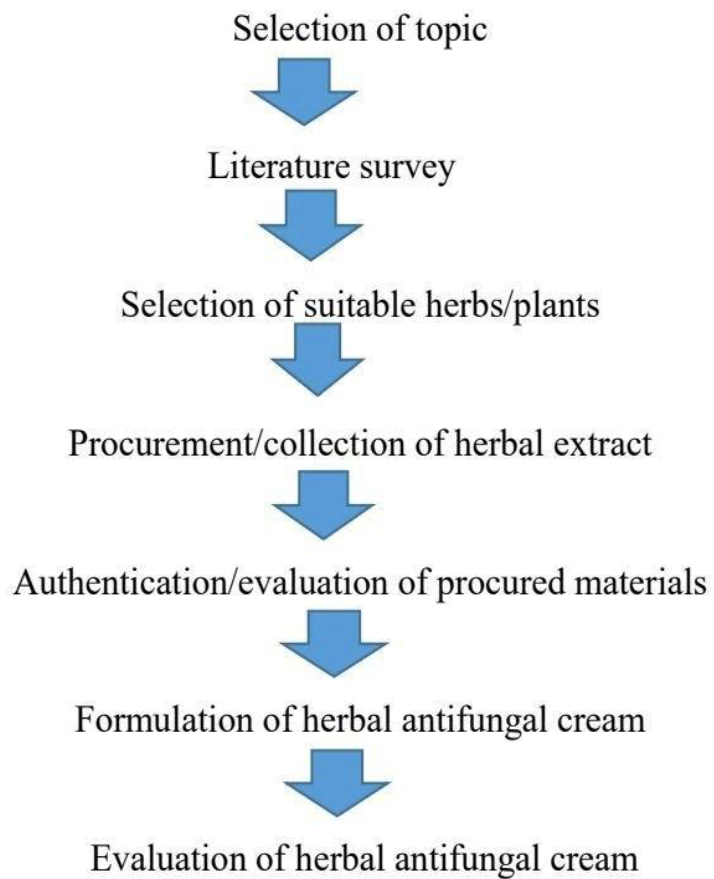 Selection of topic
Literature survey
Selection of suitable herbs/plants
Procurement/collection of herbal extract
Authentication/evaluation of procured materials
Formulation of herbal antifungal cream
Evaluation of herbal antifungal cream